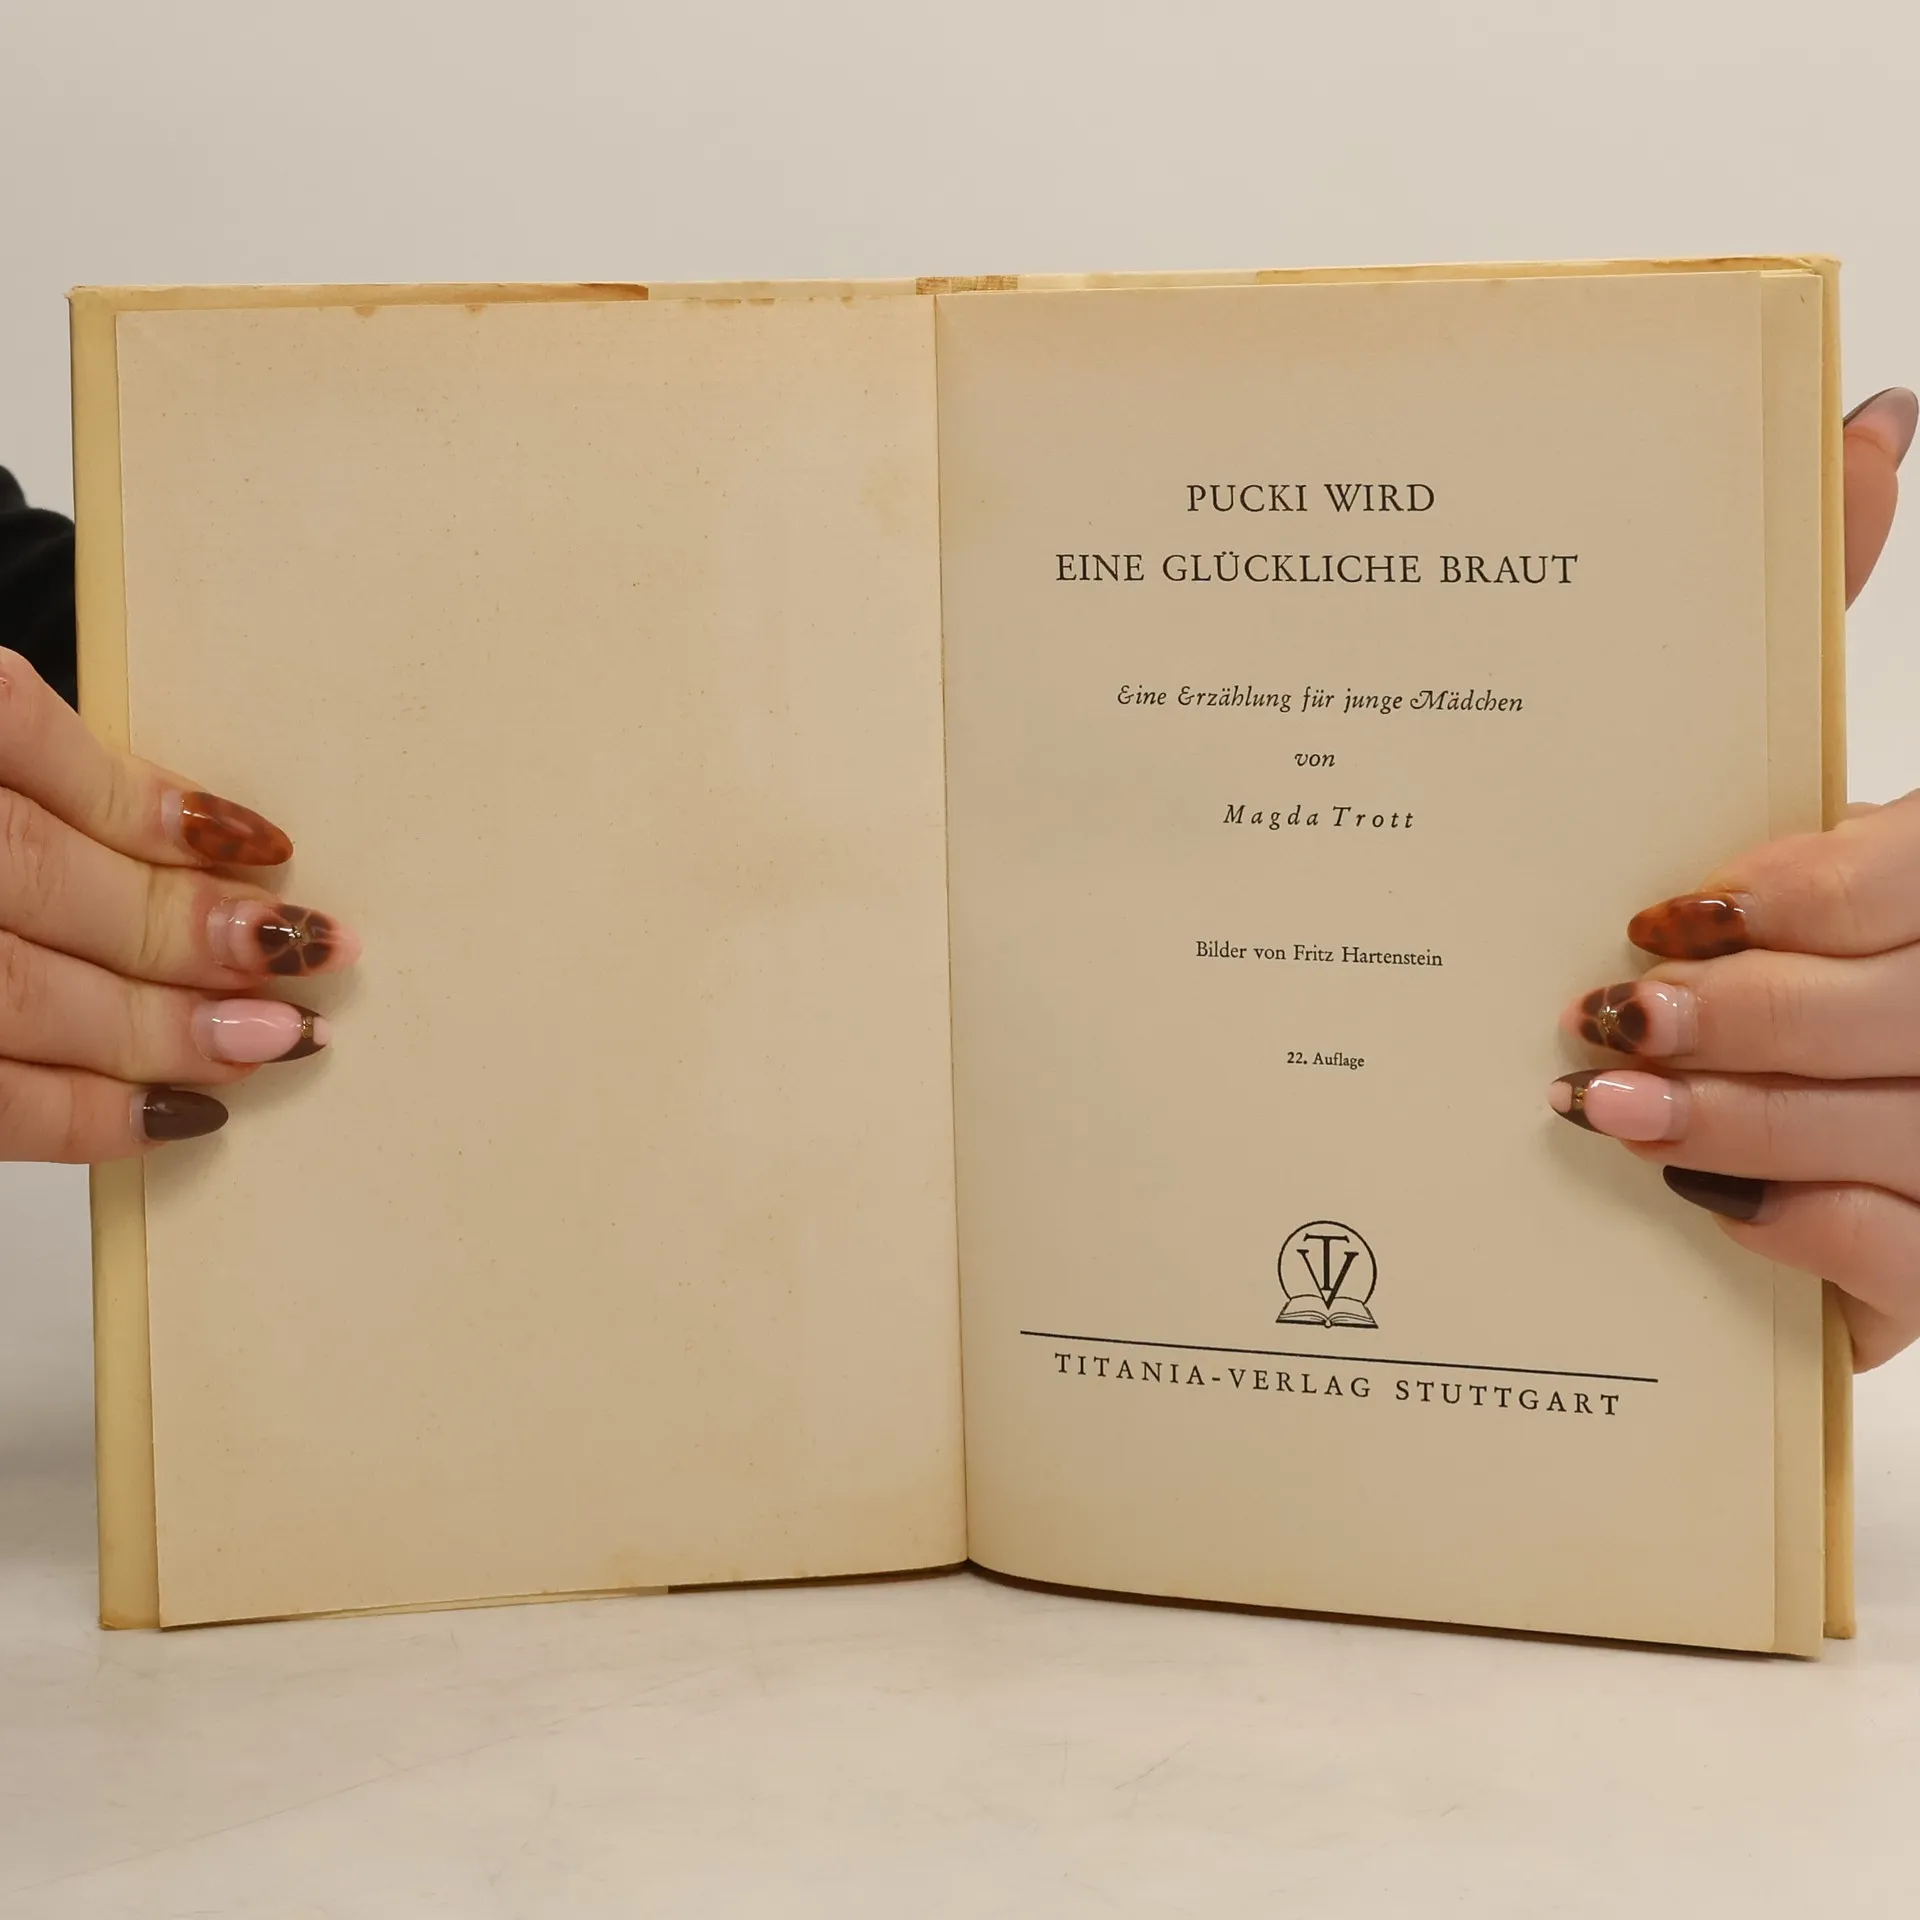 PUCKI WIRD
EINE GLÜCKLICHE BRAUT
Eine Erzählung für junge Mädchen
von
Magda Trott
Bilder von Fritz Hartenstein
22. Auflage
TV
TITANIA-VERLAG STUTTGART